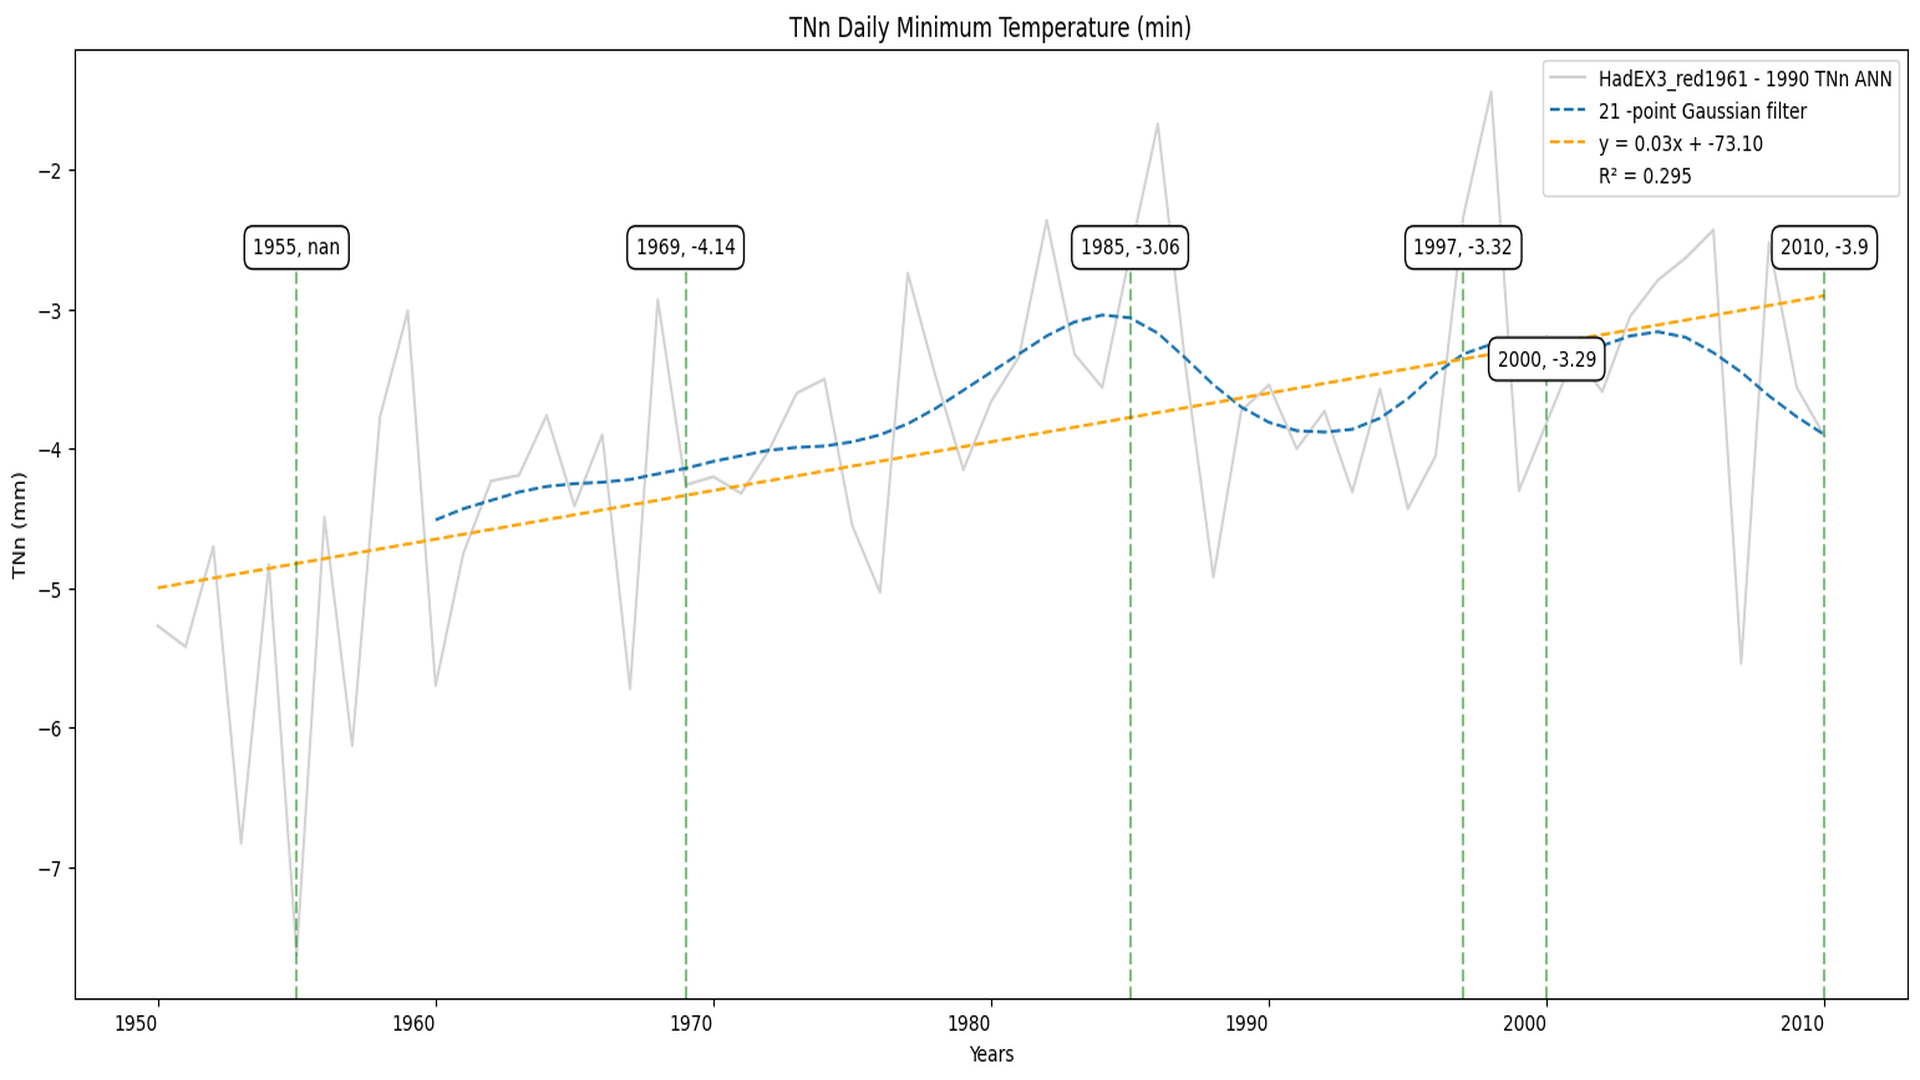 TNn Daily Minimum Temperature (min)
HadEX3_red1961 - 1990 TNn ANN
21 -point Gaussian filter
y = 0.03x + -73.10
R² = 0.295
−2
−3
−4
−5
−6
−7
TNn (mm)
1955, nan
1969, -4.14
1985, -3.06
1997, -3.32
2010, -3.9
2000, -3.29
1950
1960
1970
1980
1990
2000
2010
Years